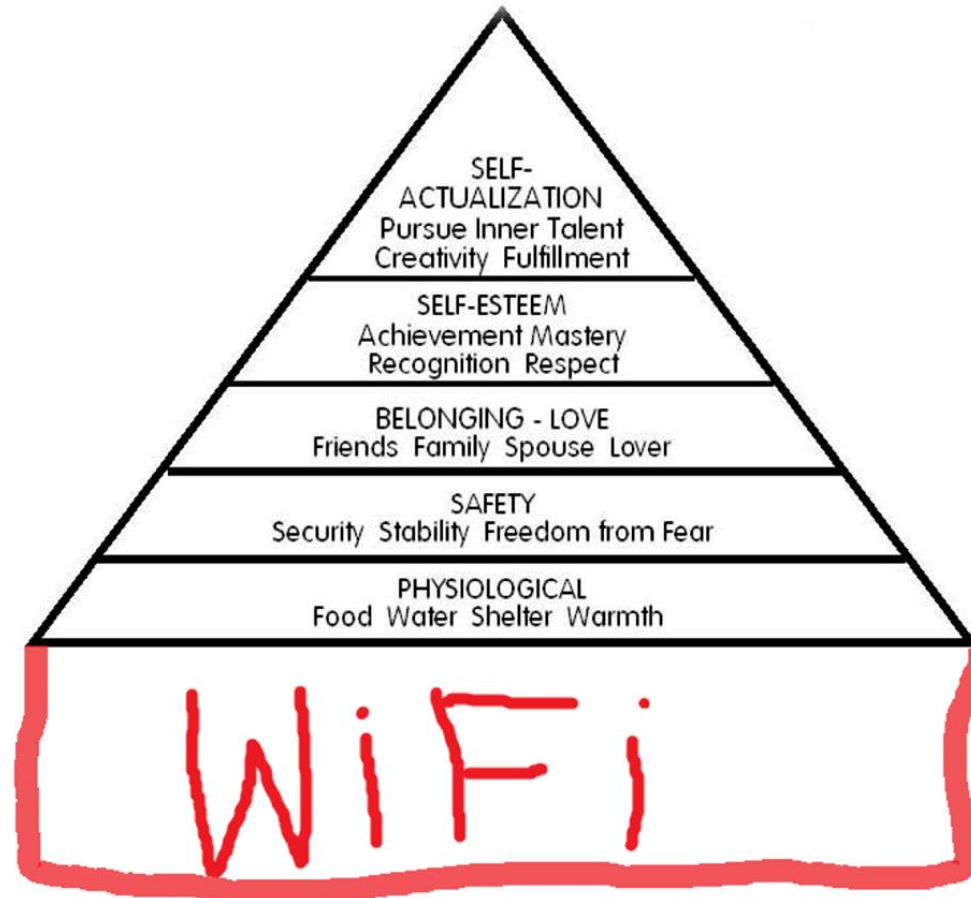 SELF-
ACTUALIZATION
Pursue Inner Talent
Creativity Fulfillment
SELF-ESTEEM
Achievement Mastery
Recognition Respect
BELONGING - LOVE
Friends Family Spouse Lover
SAFETY
Security Stability Freedom from Fear
PHYSIOLOGICAL
Food Water Shelter Warmth
WiFi